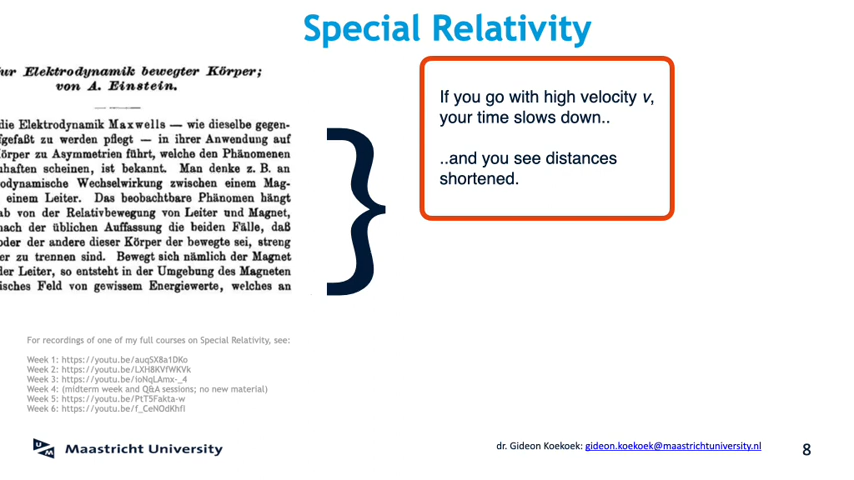 Special Relativity
ur Elektrodynamik bewegter Körper;
von A. Einstein.
die Elektrodynamik Maxwells — wie dieselbe gegen-
fgefaßt zu werden pflegt — in ihrer Anwendung auf
örper zu Asymmetrien führt, welche den Phänomenen
uhaften scheinen, ist bekannt. Man denke z. B. an
odynamische Wechselwirkung zwischen einem Mag-
einem Leiter. Das beobachtbare Phänomen hängt
ab von der Relativbewegung von Leiter und Magnet,
nach der üblichen Auffassung die beiden Fälle, daß
oder der andere dieser Körper der bewegte sei, streng
er zu trennen sind. Bewegt sich nämlich der Magnet
der Leiter, so entsteht in der Umgebung des Magneten
isches Feld von gewissem Energiewerte, welches an
}
If you go with high velocity v,
your time slows down..
..and you see distances
shortened.
For recordings of one of my full courses on Special Relativity, see:
Week 1: https://youtu.be/auqSX8a1DKo
Week 2: https://youtu.be/LXH8KVfWKVk
Week 3: https://youtu.be/ioNqLAmx-_4
Week 4: (midterm week and Q&A sessions; no new material)
Week 5: https://youtu.be/PtT5Fakta-w
Week 6: https://youtu.be/f_CeNOdKhfI
UM Maastricht University
dr. Gideon Koekoek: gideon.koekoek@maastrichtuniversity.nl
8